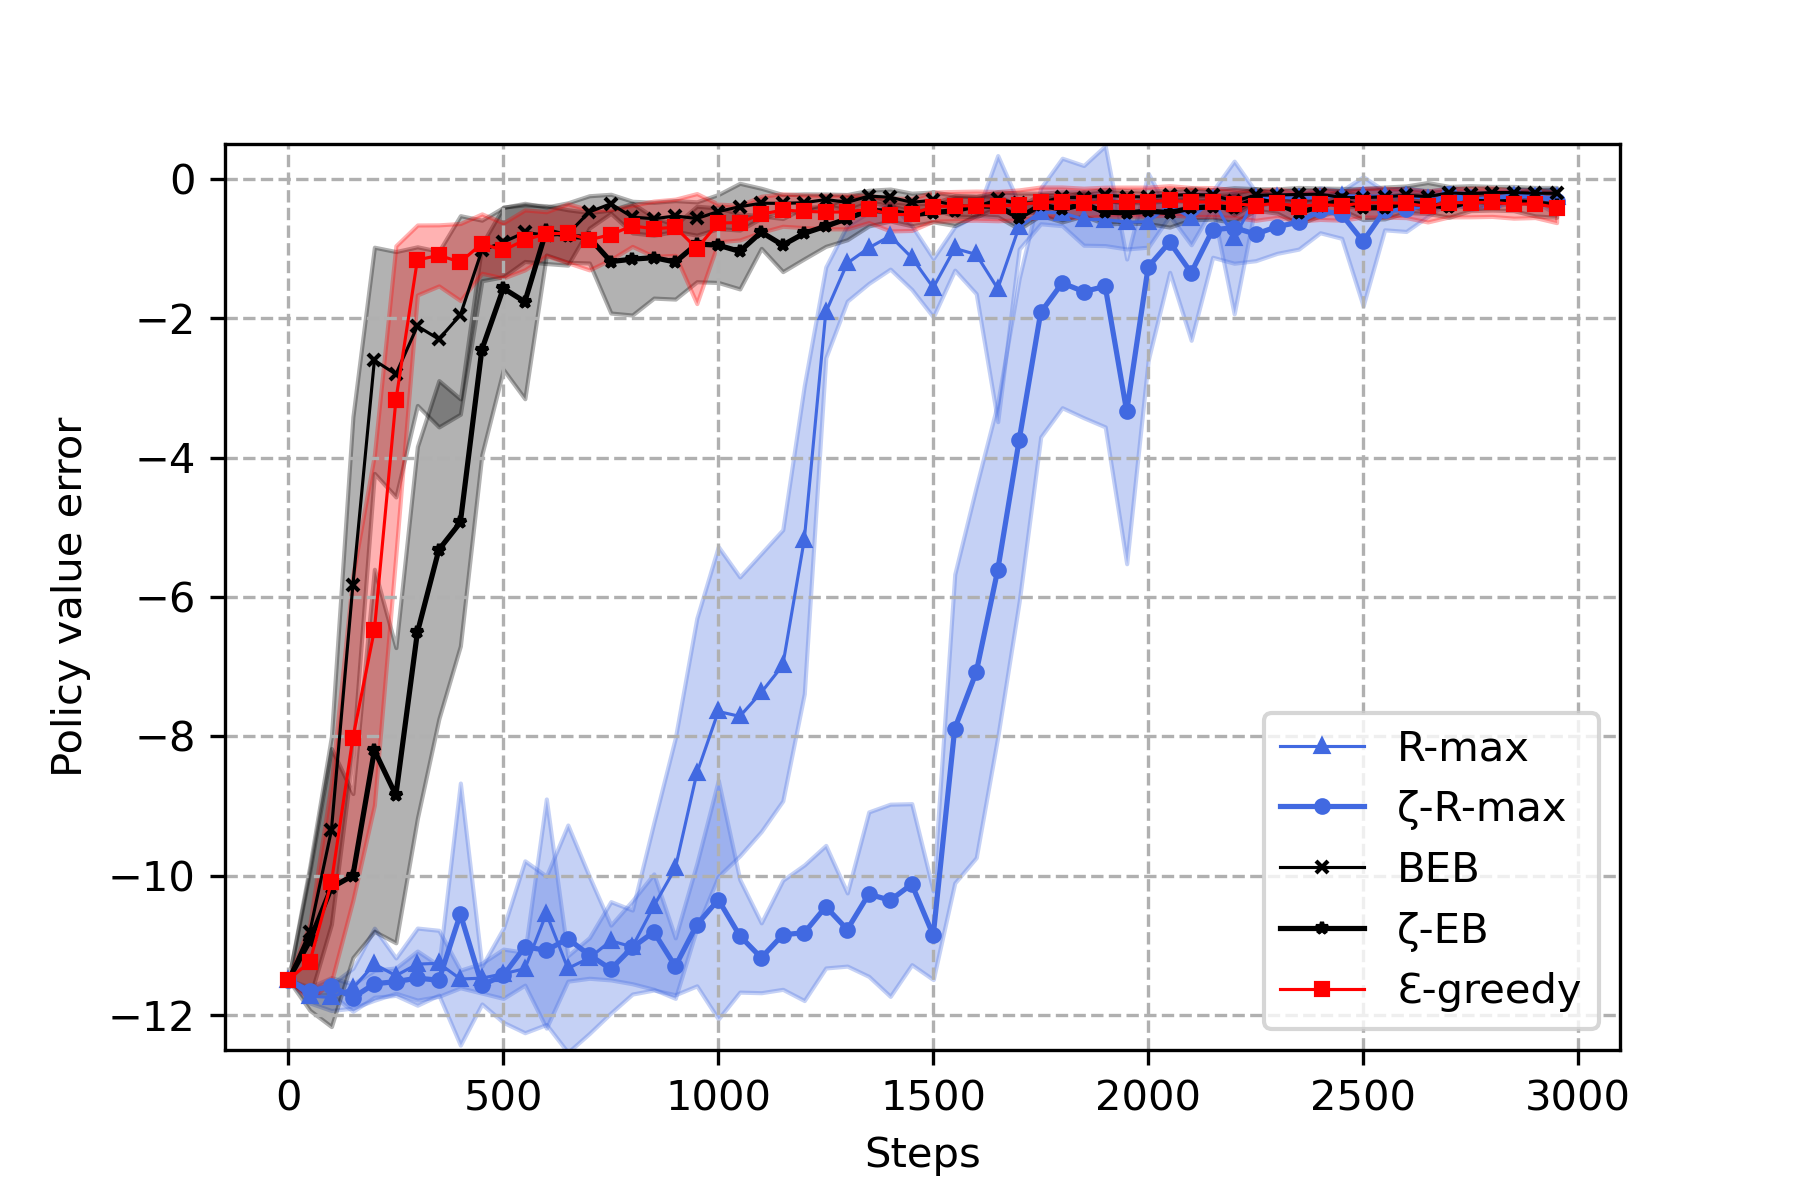 0
−2
−4
−6
−8
−10
−12
Policy value error
0 500 1000 1500 2000 2500 3000
Steps
R-max
ζ-R-max
BEB
ζ-EB
Ɛ-greedy